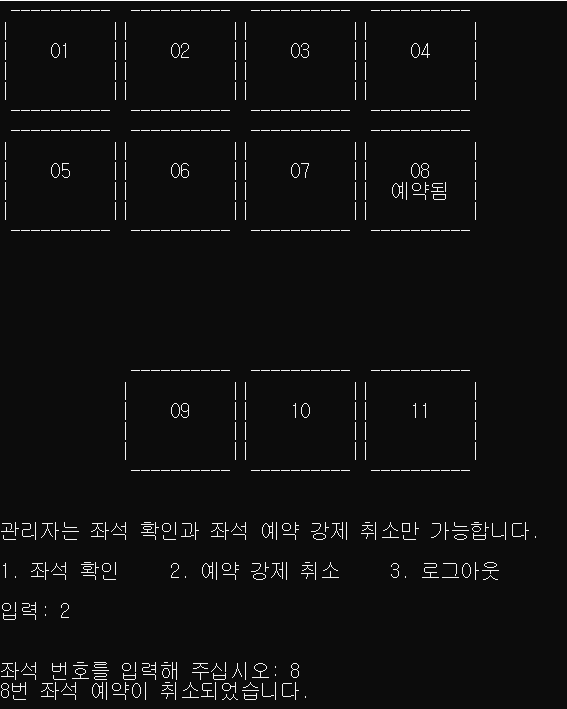 01 02 03 04
05 06 07 08
예약됨
09 10 11
관리자는 좌석 확인과 좌석 예약 강제 취소만 가능합니다.
1. 좌석 확인 2. 예약 강제 취소 3. 로그아웃
입력: 2
좌석 번호를 입력해 주십시오: 8
8번 좌석 예약이 취소되었습니다.